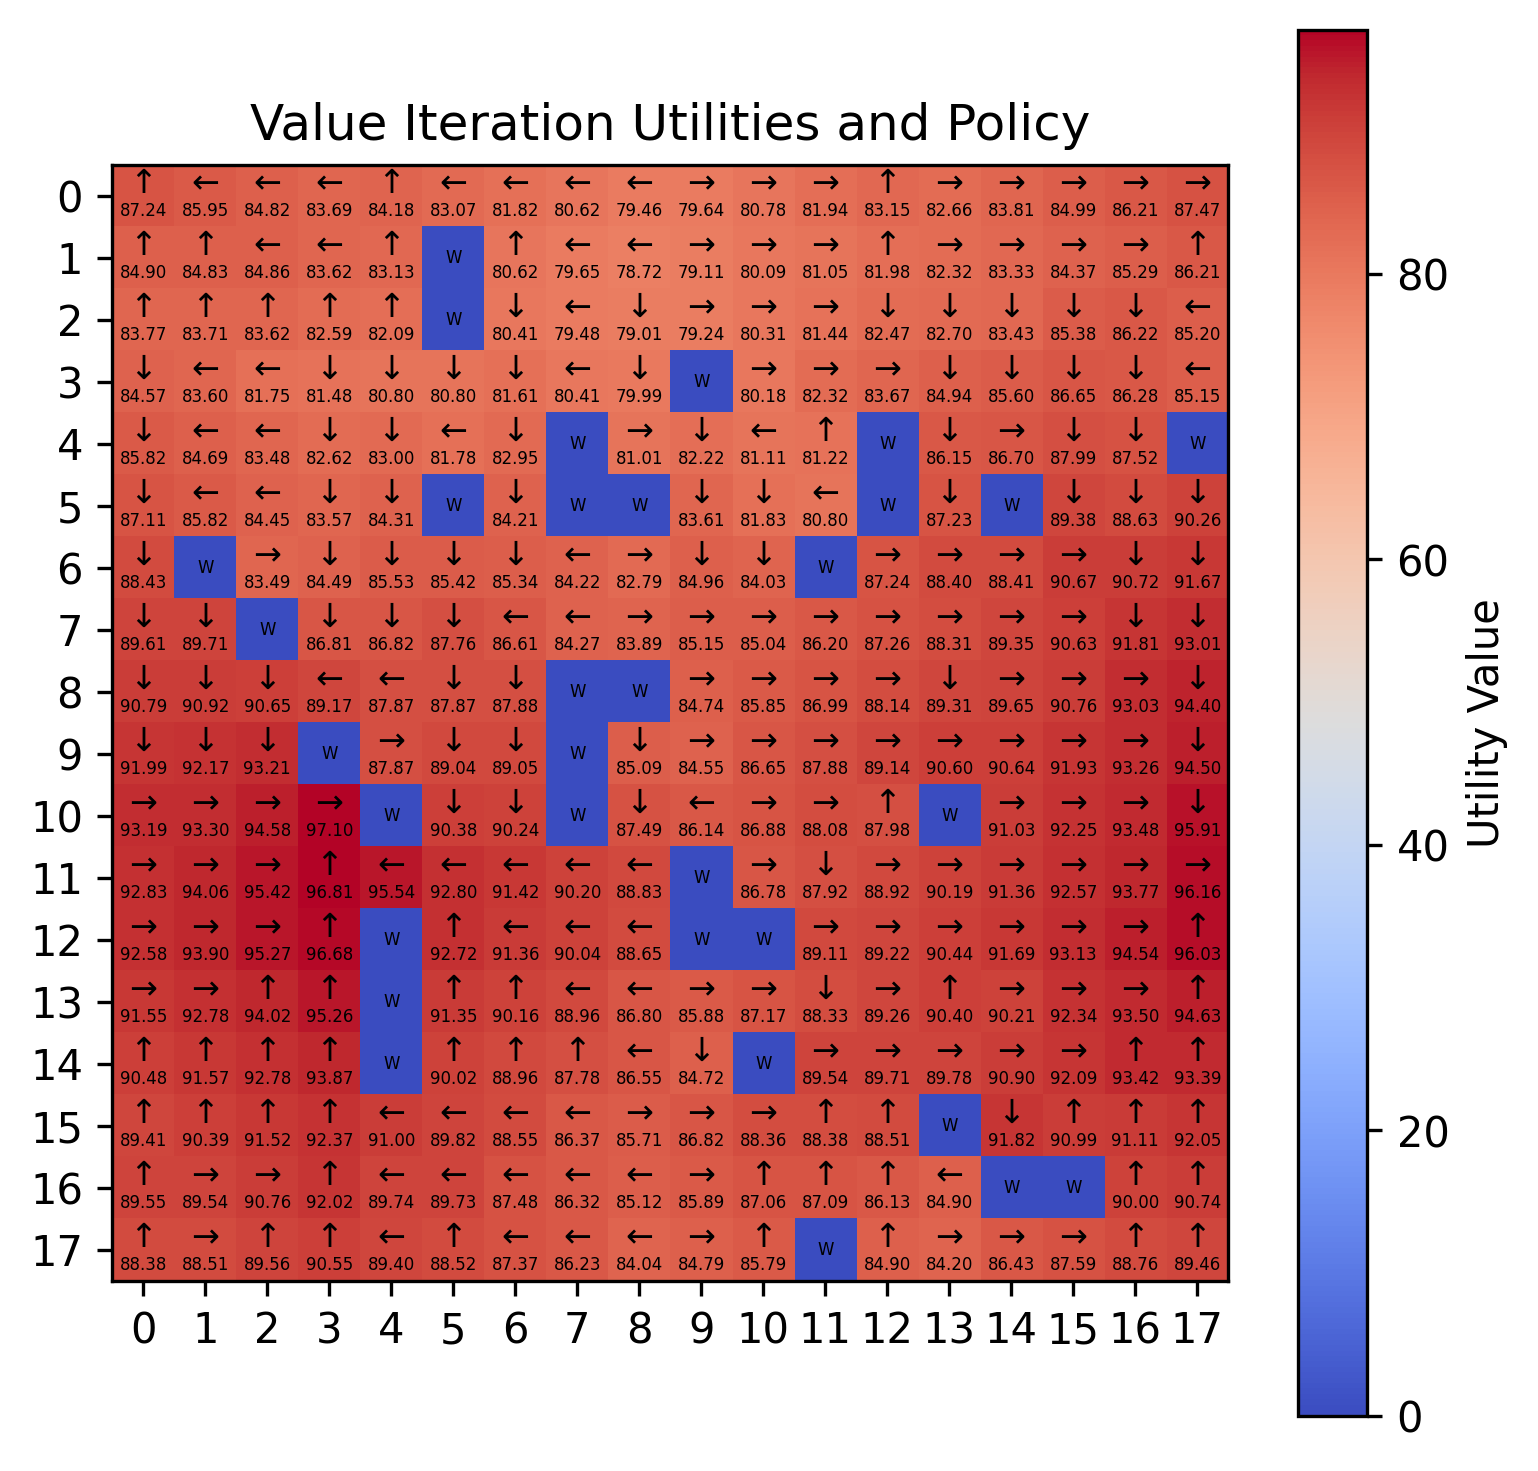 Value Iteration Utilities and Policy
0 ↑ ← ← ← ↑ ← ← ← ← → → → ↑ → → → → →
87.24 85.95 84.82 83.69 84.18 83.07 81.82 80.62 79.46 79.64 80.78 81.94 83.15 82.66 83.81 84.99 86.21 87.47
1 ↑ ↑ ← ← ↑ W ↑ ← ← → → → ↑ → → → → ↑
84.90 84.83 84.86 83.62 83.13 80.62 79.65 78.72 79.11 80.09 81.05 81.98 82.32 83.33 84.37 85.29 86.21
2 ↑ ↑ ↑ ↑ ↑ W ↓ ← ↓ → → → ↓ ↓ ↓ ↓ ↓ ←
83.77 83.71 83.62 82.59 82.09 80.41 79.48 79.01 79.24 80.31 81.44 82.47 82.70 83.43 85.38 86.22 85.20
3 ↓ ← ← ↓ ↓ ↓ ↓ ← ↓ W → → → ↓ ↓ ↓ ↓ ←
84.57 83.60 81.75 81.48 80.80 80.80 81.61 80.41 79.99 80.18 82.32 83.67 84.94 85.60 86.65 86.28 85.15
4 ↓ ← ← ↓ ↓ ← ↓ W → ↓ ← ↑ W ↓ → ↓ ↓ W
85.82 84.69 83.48 82.62 83.00 81.78 82.95 81.01 82.22 81.11 81.22 86.15 86.70 87.99 87.52
5 ↓ ← ← ↓ ↓ W ↓ W W ↓ ↓ ← W ↓ W ↓ ↓ ↓
87.11 85.82 84.45 83.57 84.31 84.21 83.61 81.83 80.80 87.23 89.38 88.63 90.26
6 ↓ W → ↓ ↓ ↓ ↓ ← → ↓ ↓ W → → → → ↓ ↓
88.43 83.49 84.49 85.53 85.42 85.34 84.22 82.79 84.96 84.03 87.24 88.40 88.41 90.67 90.72 91.67
7 ↓ ↓ W ↓ ↓ ↓ ← ← → → → → → → → → ↓ ↓
89.61 89.71 86.81 86.82 87.76 86.61 84.27 83.89 85.15 85.04 86.20 87.26 88.31 89.35 90.63 91.81 93.01
8 ↓ ↓ ↓ ← ← ↓ ↓ W W → → → → ↓ → → → ↓
90.79 90.92 90.65 89.17 87.87 87.87 87.88 84.74 85.85 86.99 88.14 89.31 89.65 90.76 93.03 94.40
9 ↓ ↓ ↓ W → ↓ ↓ W ↓ → → → → → → → → ↓
91.99 92.17 93.21 87.87 89.04 89.05 85.09 84.55 86.65 87.88 89.14 90.60 90.64 91.93 93.26 94.50
10 → → → → W ↓ ↓ W ↓ ← → → ↑ W → → → ↓
93.19 93.30 94.58 97.10 90.38 90.24 87.49 86.14 86.88 88.08 87.98 91.03 92.25 93.48 95.91
11 → → → ↑ ← ← ← ← ← W → ↓ → → → → → →
92.83 94.06 95.42 96.81 95.54 92.80 91.42 90.20 88.83 86.78 87.92 88.92 90.19 91.36 92.57 93.77 96.16
12 → → → ↑ W ↑ ← ← ← W W → → → → → → ↑
92.58 93.90 95.27 96.68 92.72 91.36 90.04 88.65 89.11 89.22 90.44 91.69 93.13 94.54 96.03
13 → → ↑ ↑ W ↑ ↑ ← ← → → ↓ → ↑ → → → ↑
91.55 92.78 94.02 95.26 91.35 90.16 88.96 86.80 85.88 87.17 88.33 89.26 90.40 90.21 92.34 93.50 94.63
14 ↑ ↑ ↑ ↑ W ↑ ↑ ↑ ← ↓ W → → → → → ↑ ↑
90.48 91.57 92.78 93.87 90.02 88.96 87.78 86.55 84.72 89.54 89.71 89.78 90.90 92.09 93.42 93.39
15 ↑ ↑ ↑ ↑ ← ← ← ← → → → ↑ ↑ W ↓ ↑ ↑ ↑
89.41 90.39 91.52 92.37 91.00 89.82 88.55 86.37 85.71 86.82 88.36 88.38 88.51 91.82 90.99 91.11 92.05
16 ↑ → → ↑ ← ← ← ← ← → ↑ ↑ ↑ ← W W ↑ ↑
89.55 89.54 90.76 92.02 89.74 89.73 87.48 86.32 85.12 85.89 87.06 87.09 86.13 84.90 90.00 90.74
17 ↑ → ↑ ↑ ← ↑ ← ← ← → ↑ W ↑ → → → ↑ ↑
88.38 88.51 89.56 90.55 89.40 88.52 87.37 86.23 84.04 84.79 85.79 84.90 84.20 86.43 87.59 88.76 89.46
0 1 2 3 4 5 6 7 8 9 10 11 12 13 14 15 16 17
80
60
40
20
0
Utility Value